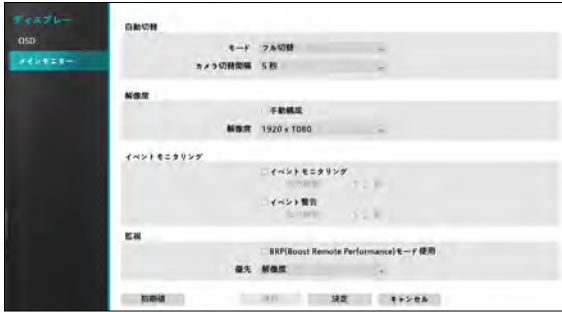 ディスプレー
OSD
メインモニター
自動切替
モード フル切替
カメラ切替間隔 5 秒
解像度
手動構成
解像度 1920 x 1080
イベントモニタリング
イベントモニタリング
イベント警告
監視
BRP(Boost Remote Performance)モード使用
優先 解像度
初期値 決定 キャンセル